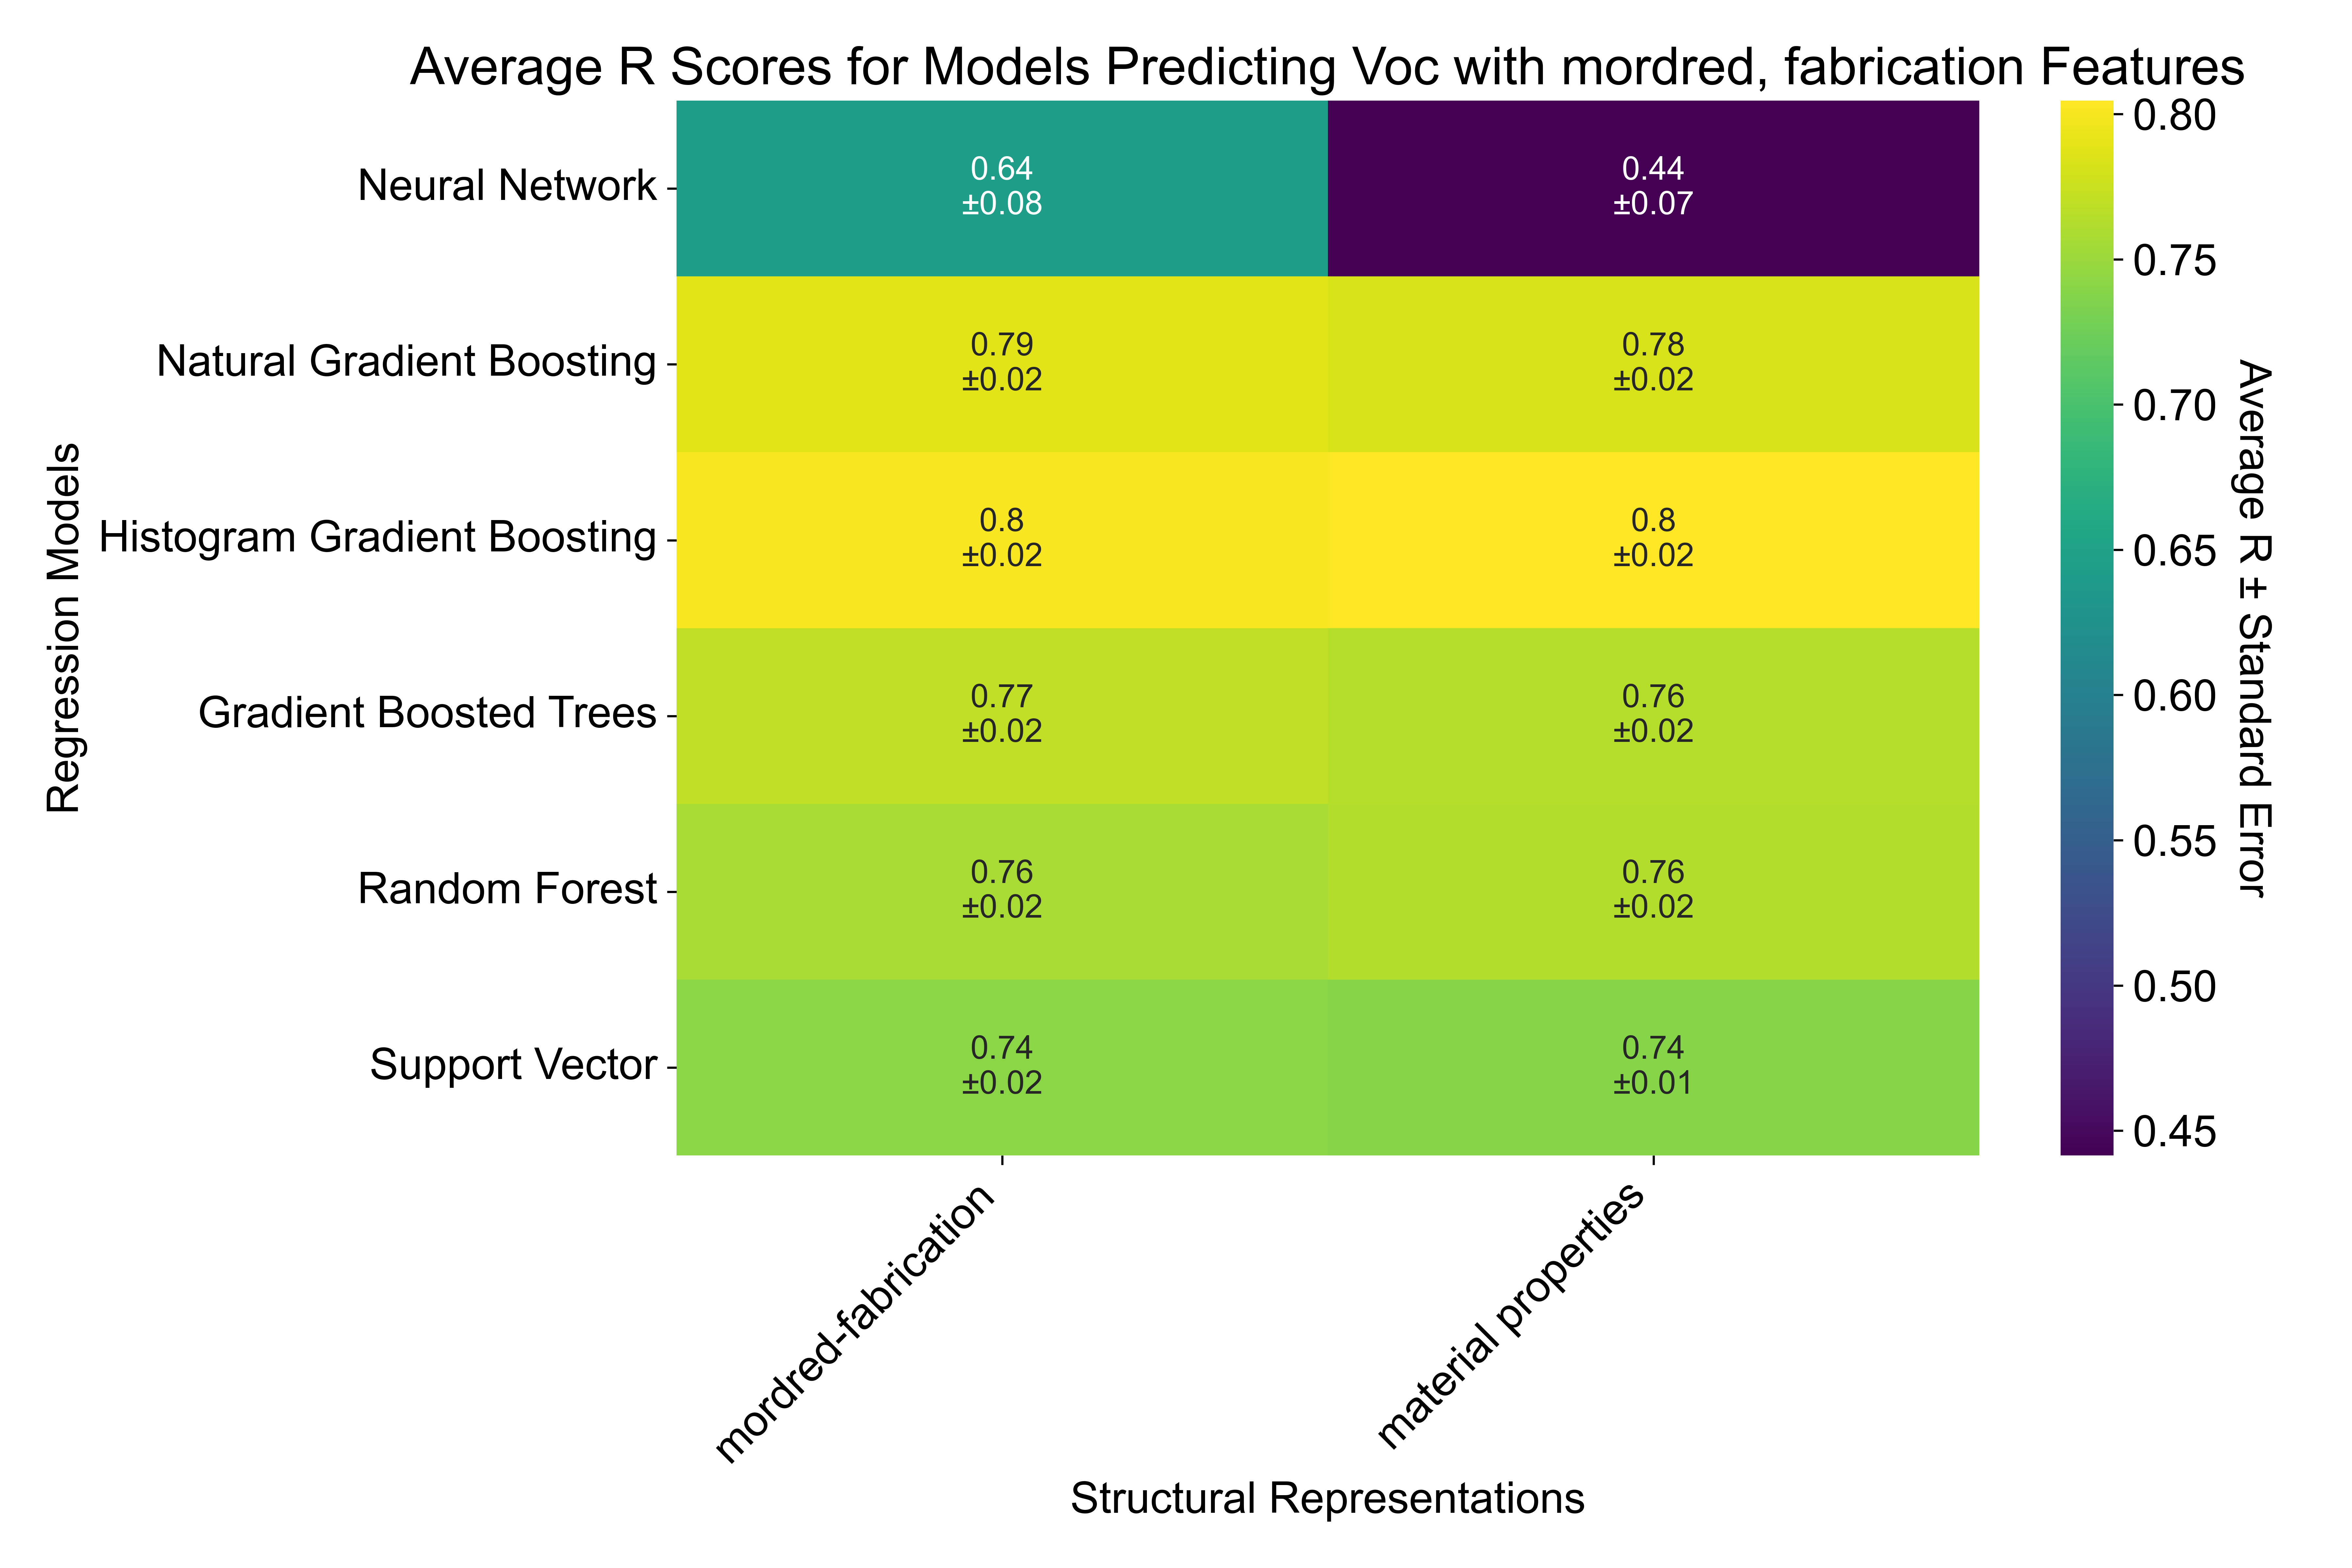 Average R Scores for Models Predicting Voc with mordred, fabrication Features
Regression Models
Neural Network
0.64
±0.08
0.44
±0.07
Natural Gradient Boosting
0.79
±0.02
0.78
±0.02
Histogram Gradient Boosting
0.8
±0.02
0.8
±0.02
Gradient Boosted Trees
0.77
±0.02
0.76
±0.02
Random Forest
0.76
±0.02
0.76
±0.02
Support Vector
0.74
±0.02
0.74
±0.01
mordred-fabrication
material properties
Structural Representations
0.80
0.75
0.70
0.65
0.60
0.55
0.50
0.45
Average R ± Standard Error